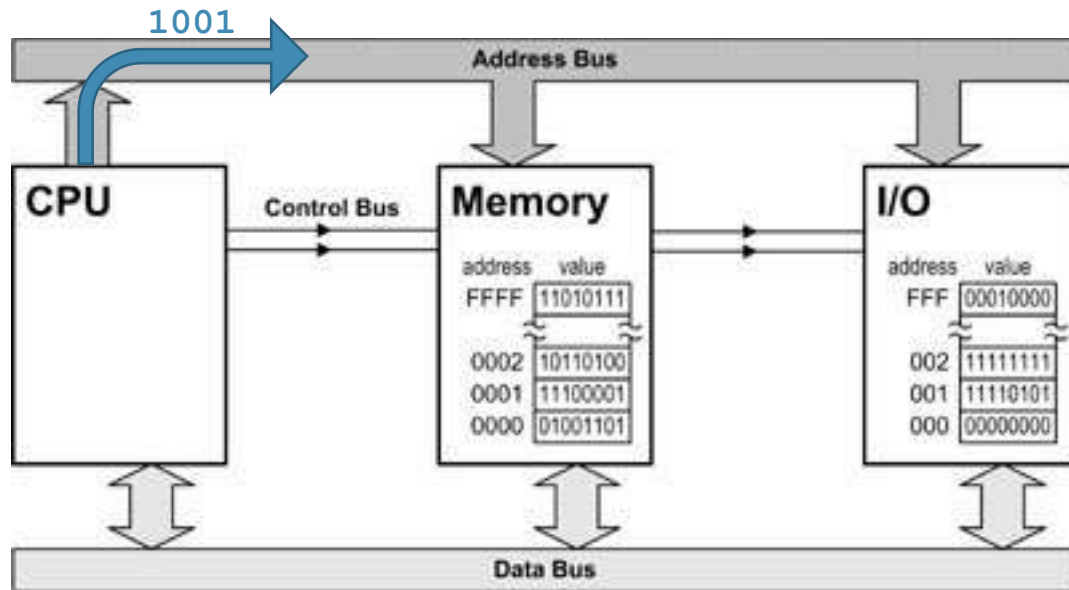 1001
Address Bus
CPU
Control Bus
Memory
address value
FFFF 11010111
0002 10110100
0001 11100001
0000 01001101
I/O
address value
FFF 00010000
002 11111111
001 11110101
000 00000000
Data Bus